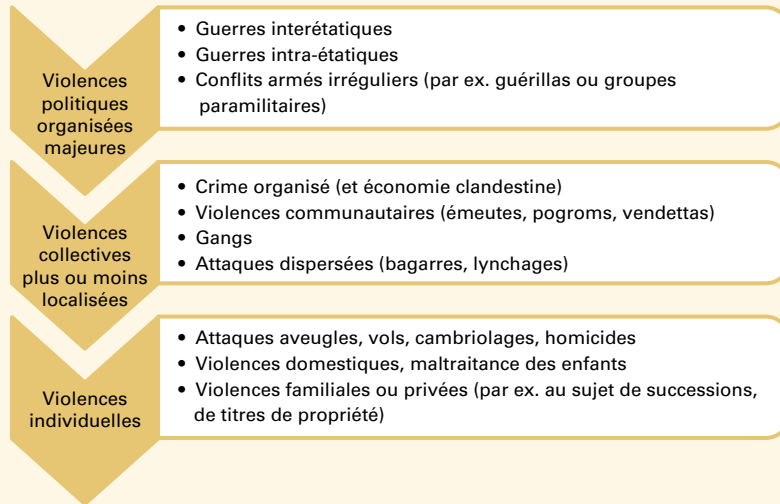 Violences
politiques
organisées
majeures
• Guerres interétatiques
• Guerres intra-étatiques
• Conflits armés irréguliers (par ex. guérillas ou groupes
paramilitaires)
Violences
collectives
plus ou moins
localisées
• Crime organisé (et économie clandestine)
• Violences communautaires (émeutes, pogroms, vendettas)
• Gangs
• Attaques dispersées (bagarres, lynchages)
Violences
individuelles
• Attaques aveugles, vols, cambriolages, homicides
• Violences domestiques, maltraitance des enfants
• Violences familiales ou privées (par ex. au sujet de successions,
de titres de propriété)